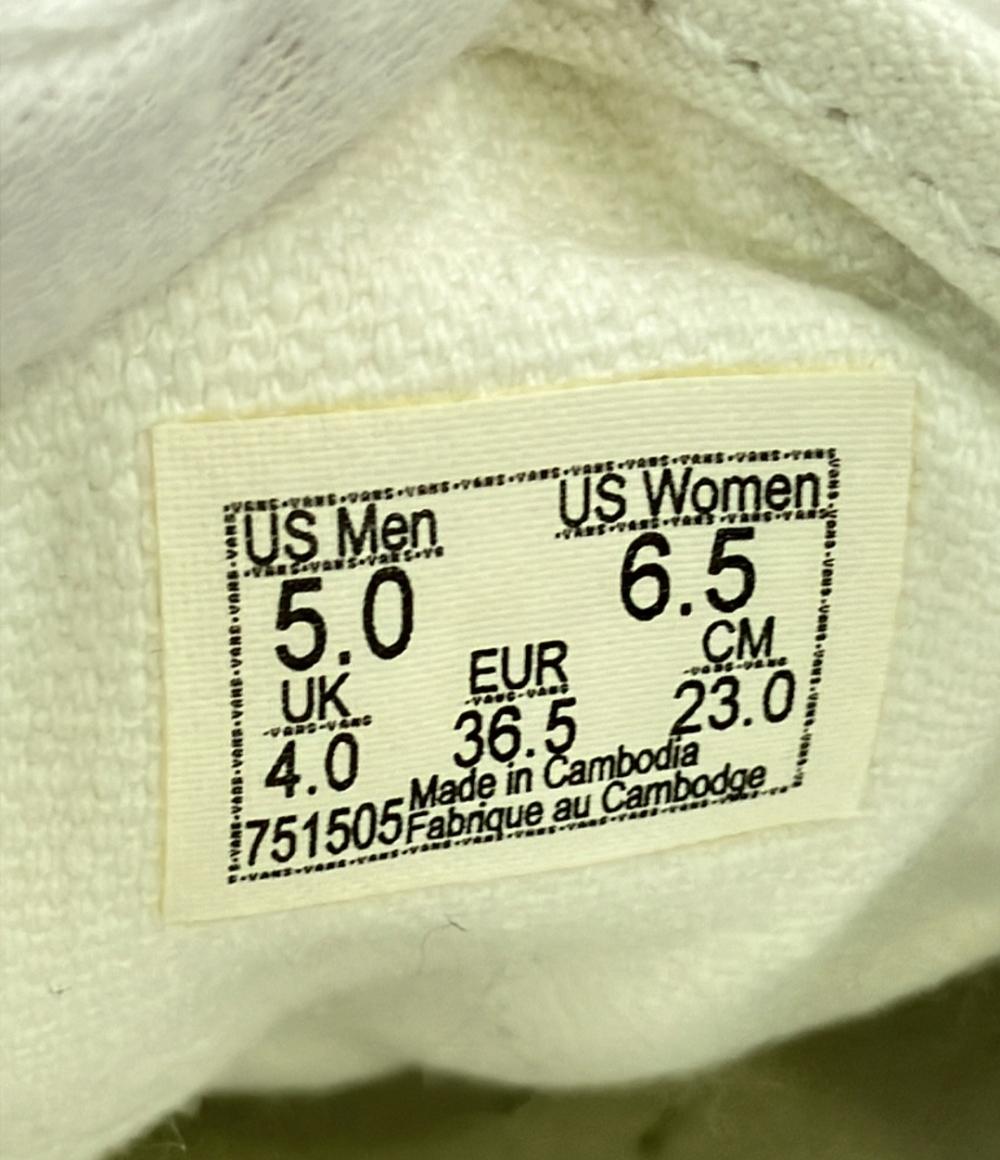 US Men US Women
5.0 6.5
UK EUR CM
4.0 36.5 23.0
Made in Cambodia
751505 Fabrique au Cambodge